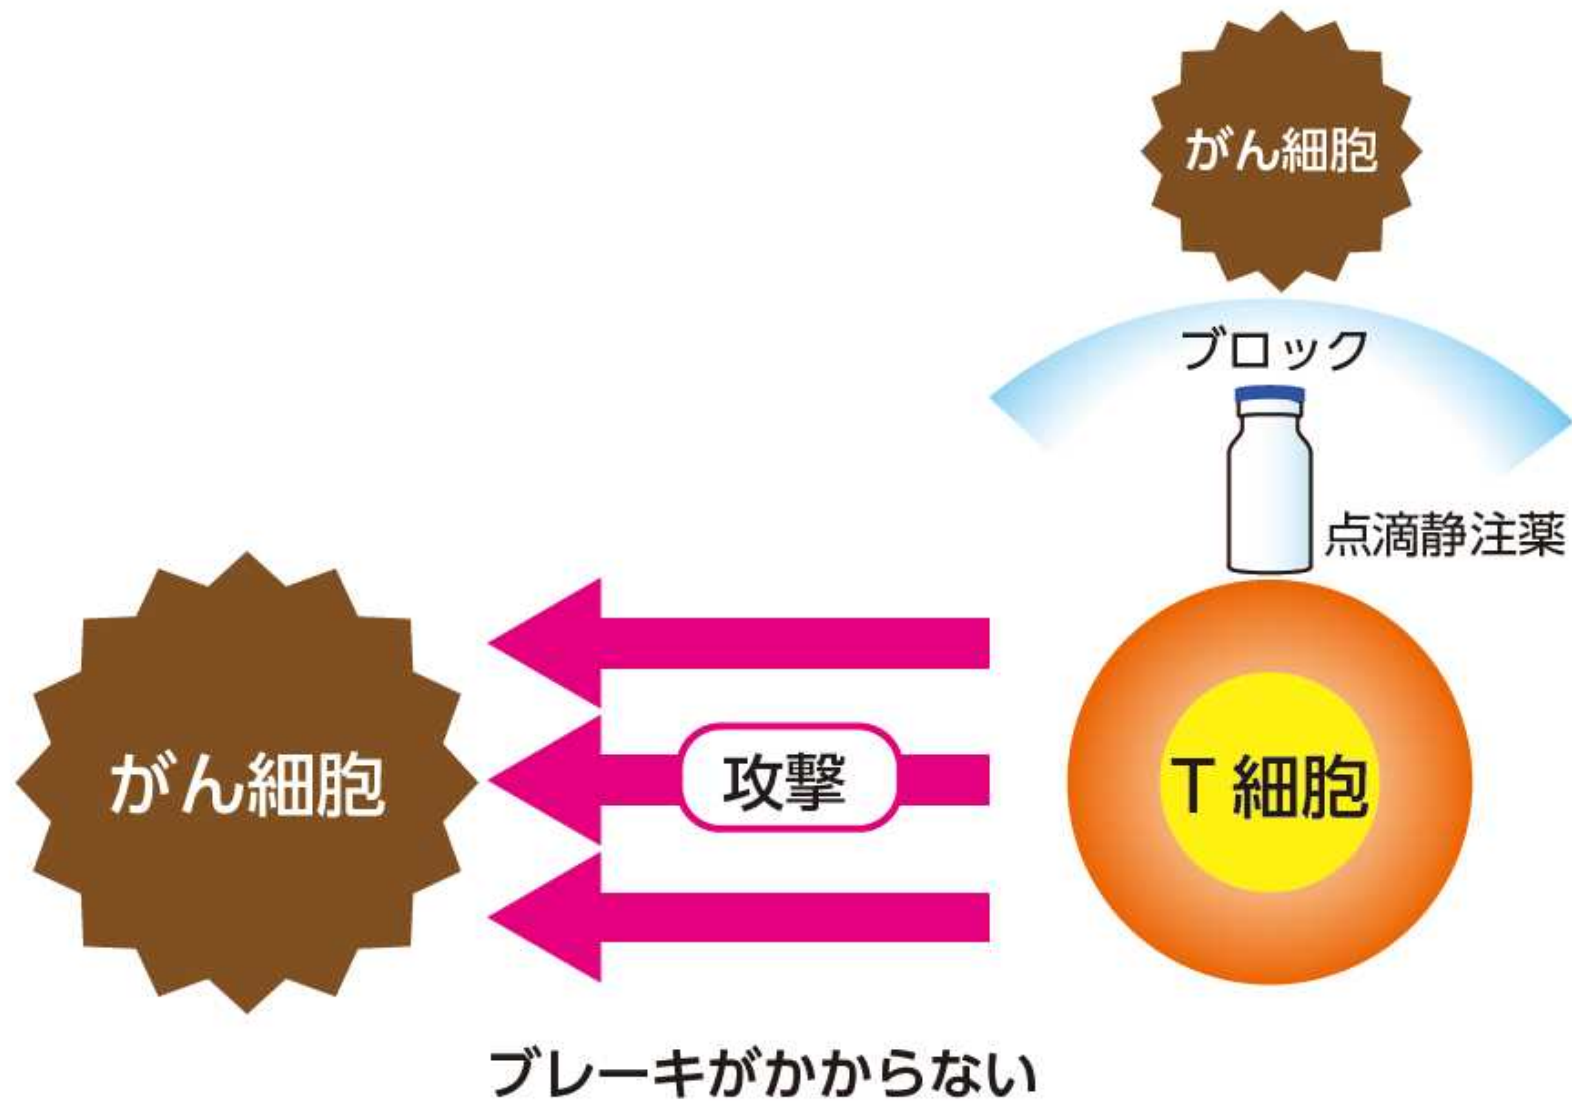 がん細胞
ブロック
点滴静注薬
がん細胞
攻撃
T 細胞
ブレーキがかからない